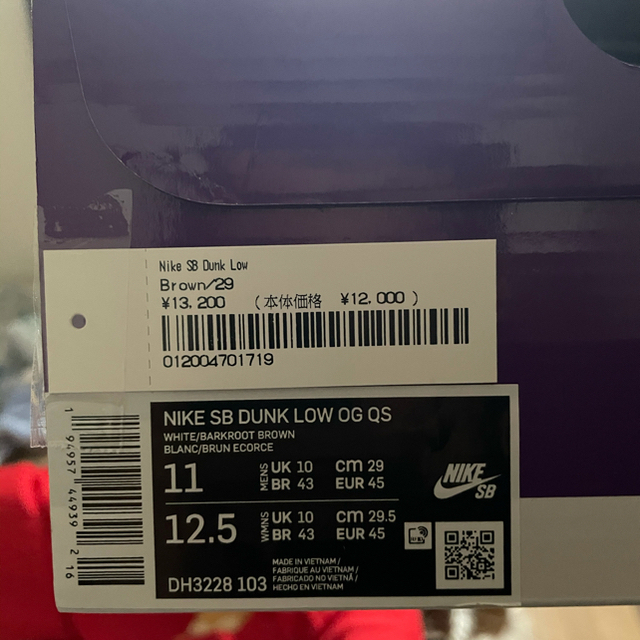 Nike SB Dunk Low
Brown/29
¥13,200 (本体価格 ¥12,000)
012004701719
NIKE SB DUNK LOW OG QS
WHITE/BARKROOT BROWN
BLANC/BRUN ECORCE
11 MENS UK 10 cm 29
BR 43 EUR 45
12.5 WMNS UK 10 cm 29.5
BR 43 EUR 45
NIKE SB
MADE IN VIETNAM /
FABRIQUE AU VIETNAM /
FABRICADO NO VIETNÃ /
HECHO EN VIETNAM
DH3228 103
1 94957 44939 2 16